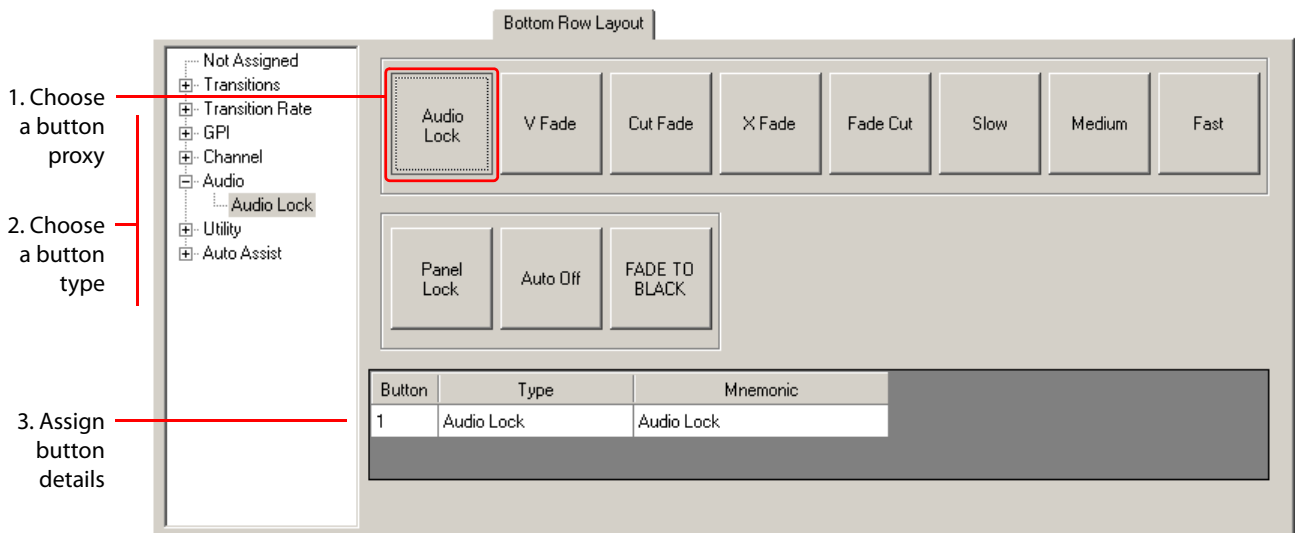 Bottom Row Layout
1. Choose
a button
proxy
2. Choose
a button
type
3. Assign
button
details
Not Assigned
Transitions
Transition Rate
GPI
Channel
Audio
Audio Lock
Utility
Auto Assist
Audio
Lock
V Fade
Cut Fade
X Fade
Fade Cut
Slow
Medium
Fast
Panel
Lock
Auto Off
FADE TO
BLACK
Button Type Mnemonic
1 Audio Lock Audio Lock